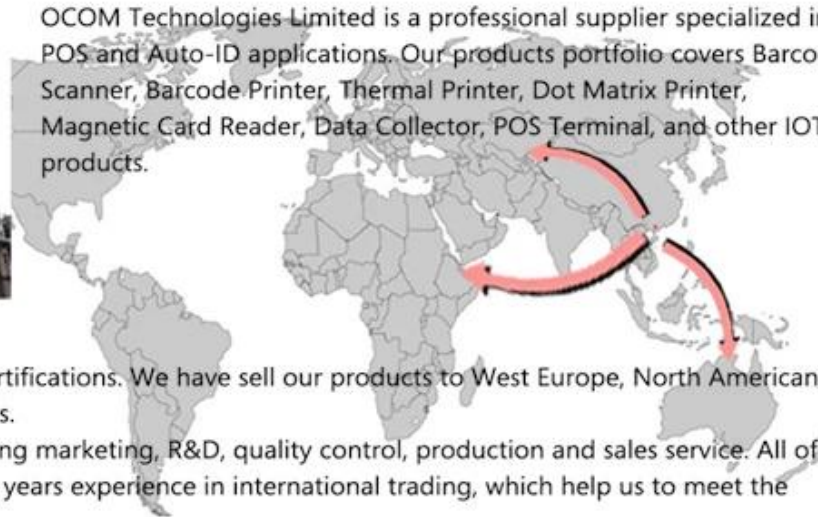 OCOM Technologies Limited is a professional supplier specialized in
POS and Auto-ID applications. Our products portfolio covers Barco
Scanner, Barcode Printer, Thermal Printer, Dot Matrix Printer,
Magnetic Card Reader, Data Collector, POS Terminal, and other IOT
products.
rtifications. We have sell our products to West Europe, North American
s.
ng marketing, R&D, quality control, production and sales service. All of
years experience in international trading, which help us to meet the